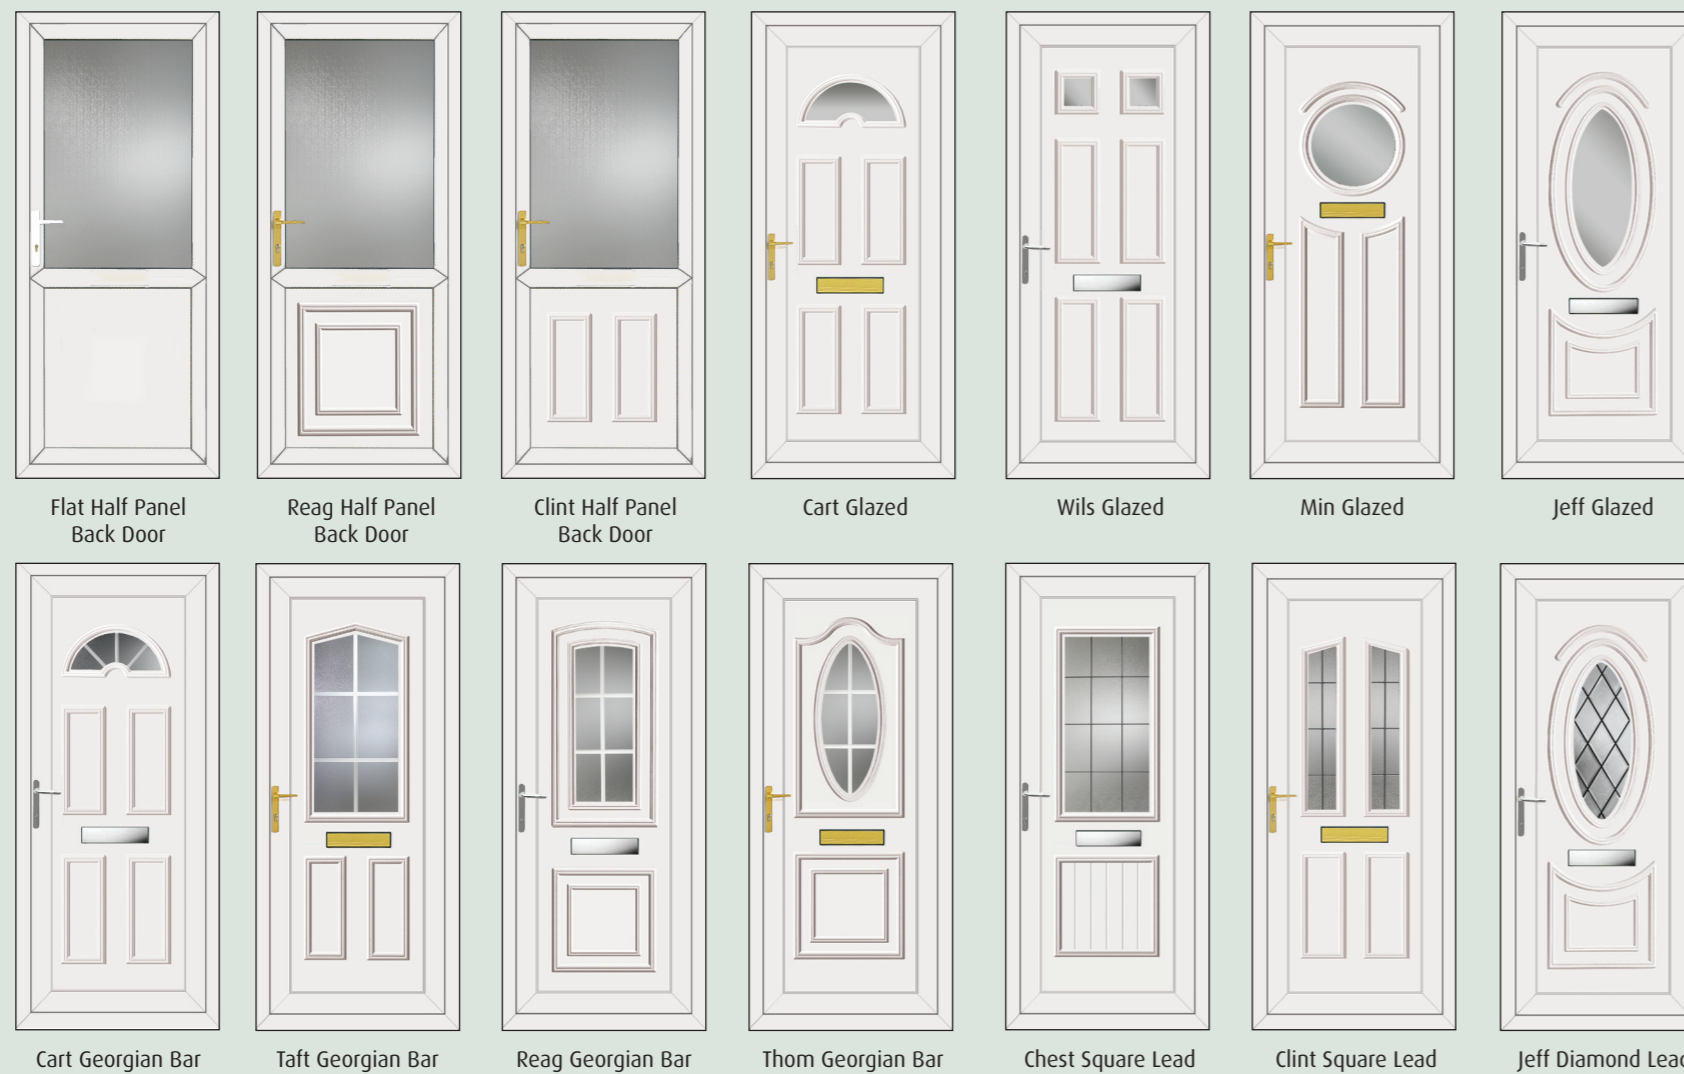 Flat Half Panel
Back Door
Reag Half Panel
Back Door
Clint Half Panel
Back Door
Cart Glazed
Wils Glazed
Min Glazed
Jeff Glazed
Cart Georgian Bar
Taft Georgian Bar
Reag Georgian Bar
Thom Georgian Bar
Chest Square Lead
Clint Square Lead
Jeff Diamond Lead